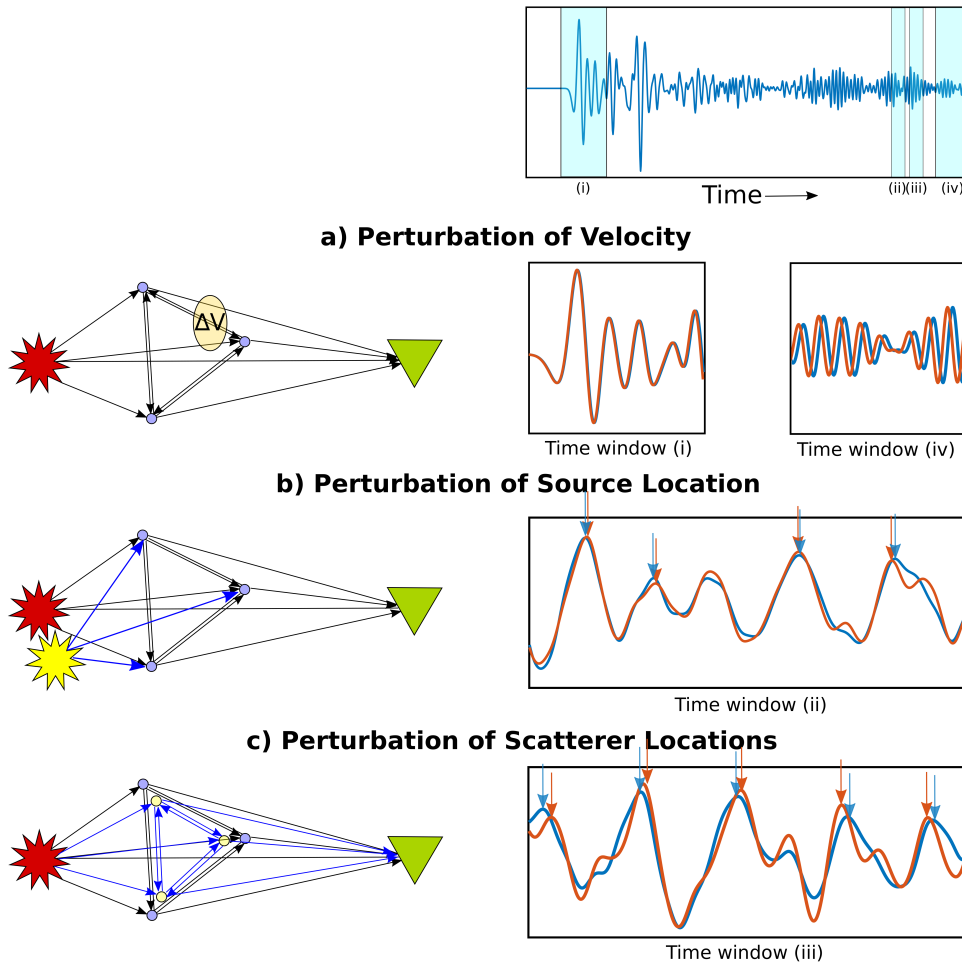 (i)
(ii)(iii)
(iv)
Time
a) Perturbation of Velocity
ΔV
Time window (i)
Time window (iv)
b) Perturbation of Source Location
Time window (ii)
c) Perturbation of Scatterer Locations
Time window (iii)